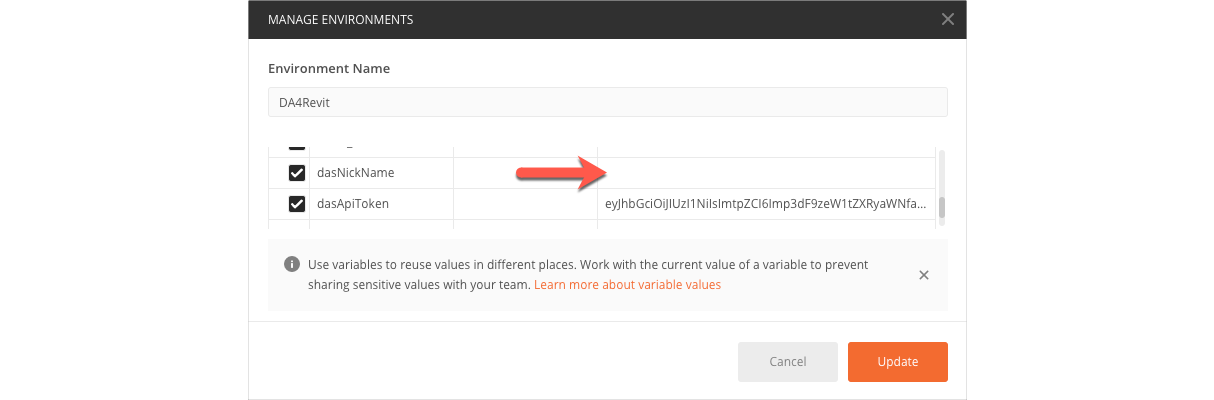 MANAGE ENVIRONMENTS
Environment Name
DA4Revit
dasNickName
dasApiToken eyJhbGciOiJIUzI1NiIsImtpZCI6Imp3dF9zeW1tZXRyaWNfa...
Use variables to reuse values in different places. Work with the current value of a variable to prevent
sharing sensitive values with your team. Learn more about variable values
Cancel Update